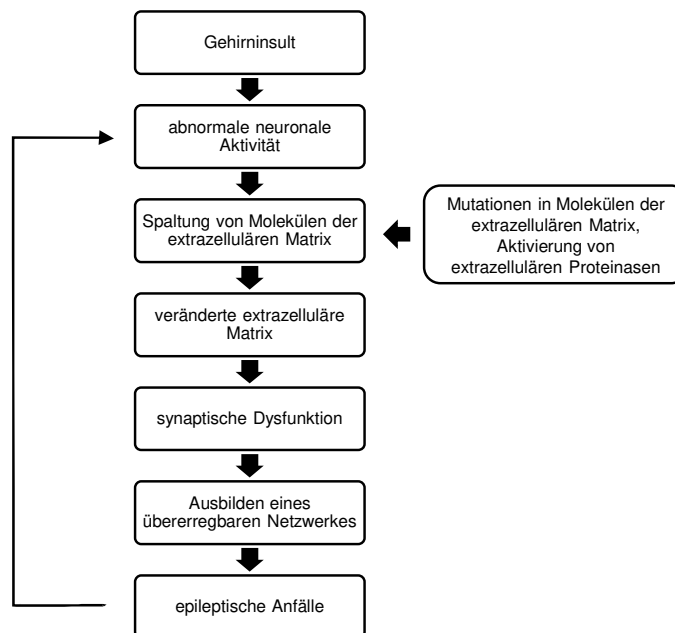 Gehirninsult
abnormale neuronale
Aktivität
Spaltung von Molekülen der
extrazellulären Matrix
Mutationen in Molekülen der
extrazellulären Matrix,
Aktivierung von
extrazellulären Proteinasen
veränderte extrazelluläre
Matrix
synaptische Dysfunktion
Ausbilden eines
übererregbaren Netzwerkes
epileptische Anfälle